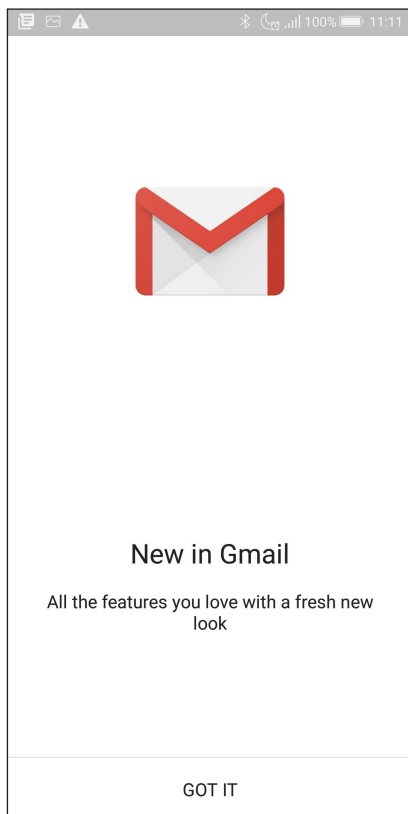 100% 11:11
New in Gmail
All the features you love with a fresh new
look
GOT IT